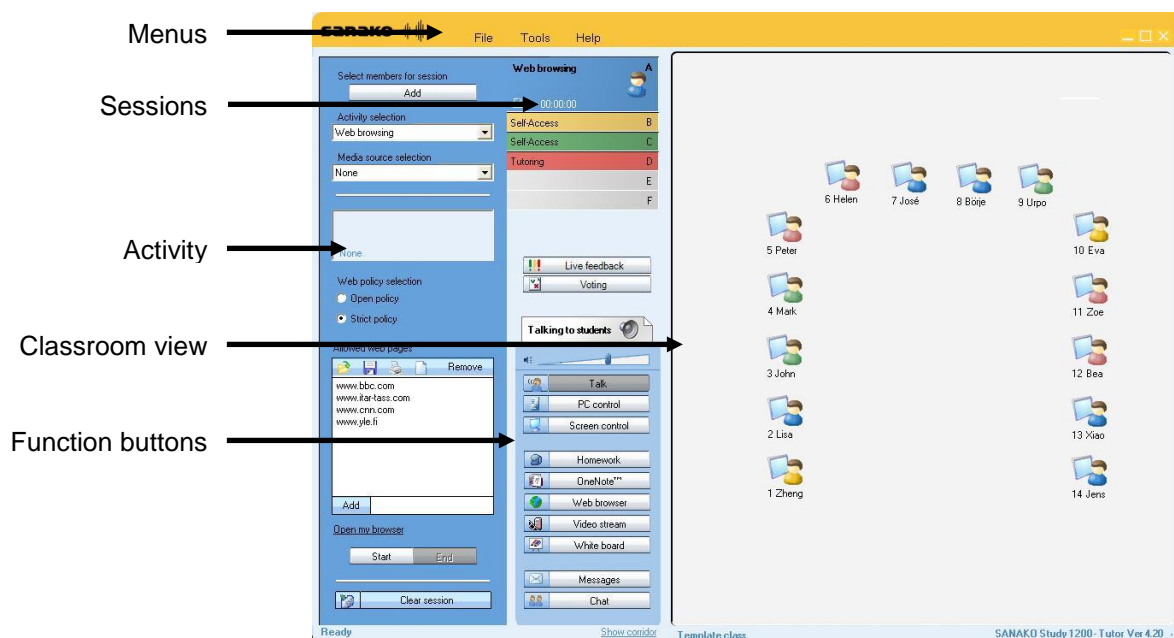 Menus
Sessions
Activity
Classroom view
Function buttons
sanako
File Tools Help
Select members for session
Add
Activity selection
Web browsing
Media source selection
None
None
Web policy selection
Open policy
Strict policy
Allowed web pages
Remove
www.bbc.com
www.itar-tass.com
www.cnn.com
www.yle.fi
Add
Open my browser
Start End
Clear session
Ready
Web browsing A
00:00:00
Self-Access B
Self-Access C
Tutoring D
E
F
Live feedback
Voting
Talking to students
Talk
PC control
Screen control
Homework
OneNote™
Web browser
Video stream
White board
Messages
Chat
Show corridor
6 Helen 7 José 8 Börje 9 Urpo
5 Peter 10 Eva
4 Mark 11 Zoe
3 John 12 Bea
2 Lisa 13 Xiao
1 Zheng 14 Jens
Template class SANAKO Study 1200 - Tutor Ver 4.20